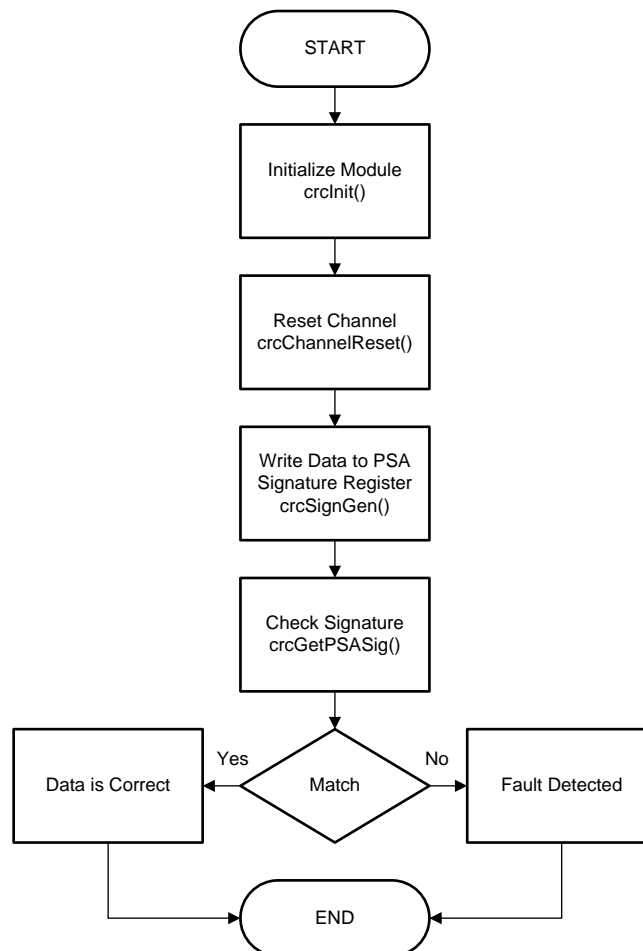 START
Initialize Module
crcInit()
Reset Channel
crcChannelReset()
Write Data to PSA
Signature Register
crcSignGen()
Check Signature
crcGetPSASig()
Yes
No
Data is Correct
Match
Fault Detected
END